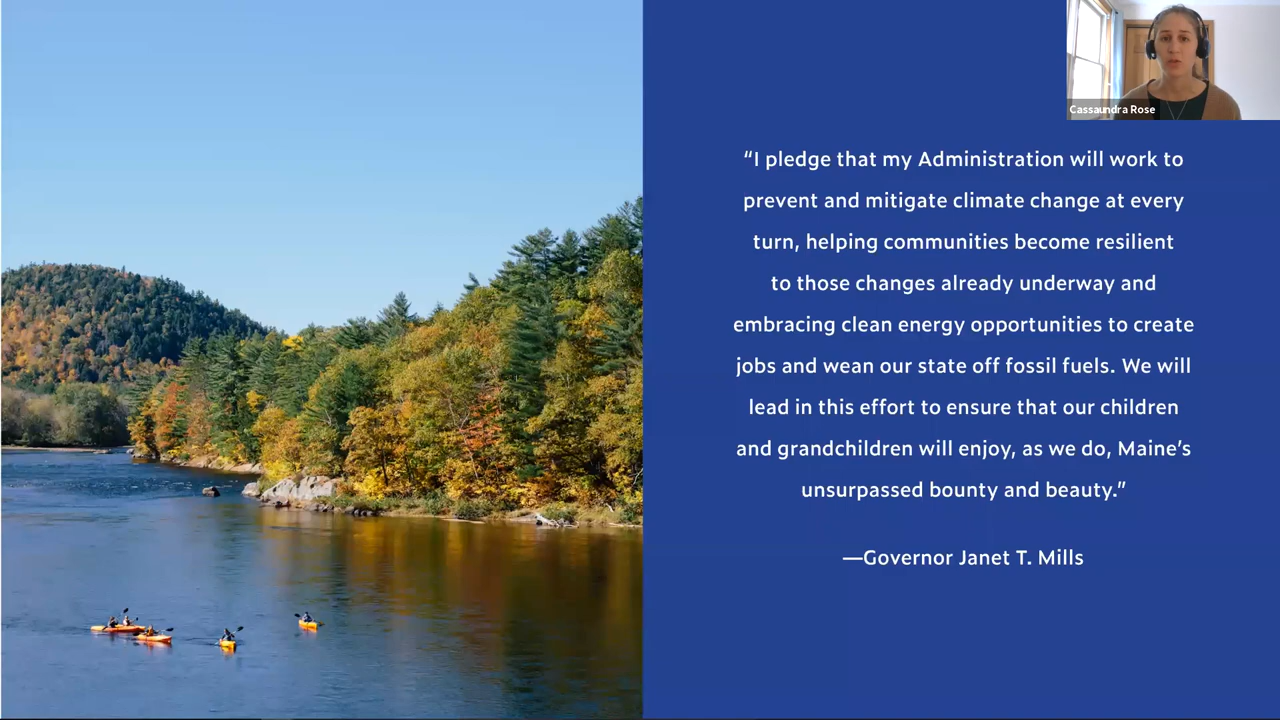 Cassaundra Rose
“I pledge that my Administration will work to
prevent and mitigate climate change at every
turn, helping communities become resilient
to those changes already underway and
embracing clean energy opportunities to create
jobs and wean our state off fossil fuels. We will
lead in this effort to ensure that our children
and grandchildren will enjoy, as we do, Maine’s
unsurpassed bounty and beauty.”
—Governor Janet T. Mills